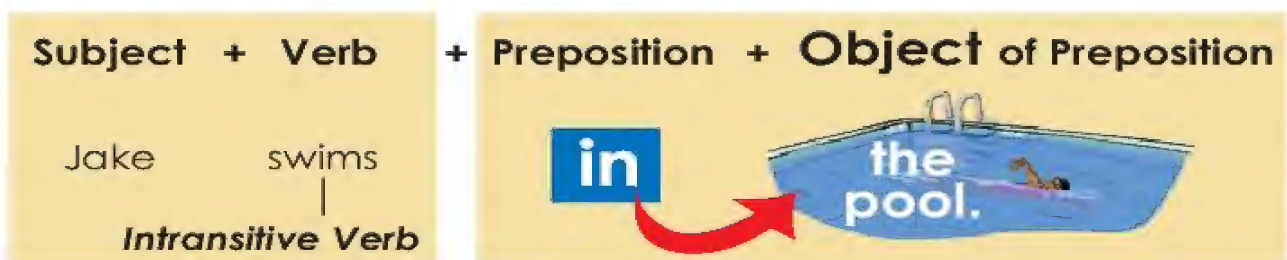 Subject + Verb + Preposition + Object of Preposition
Jake swims in the
pool.
Intransitive Verb